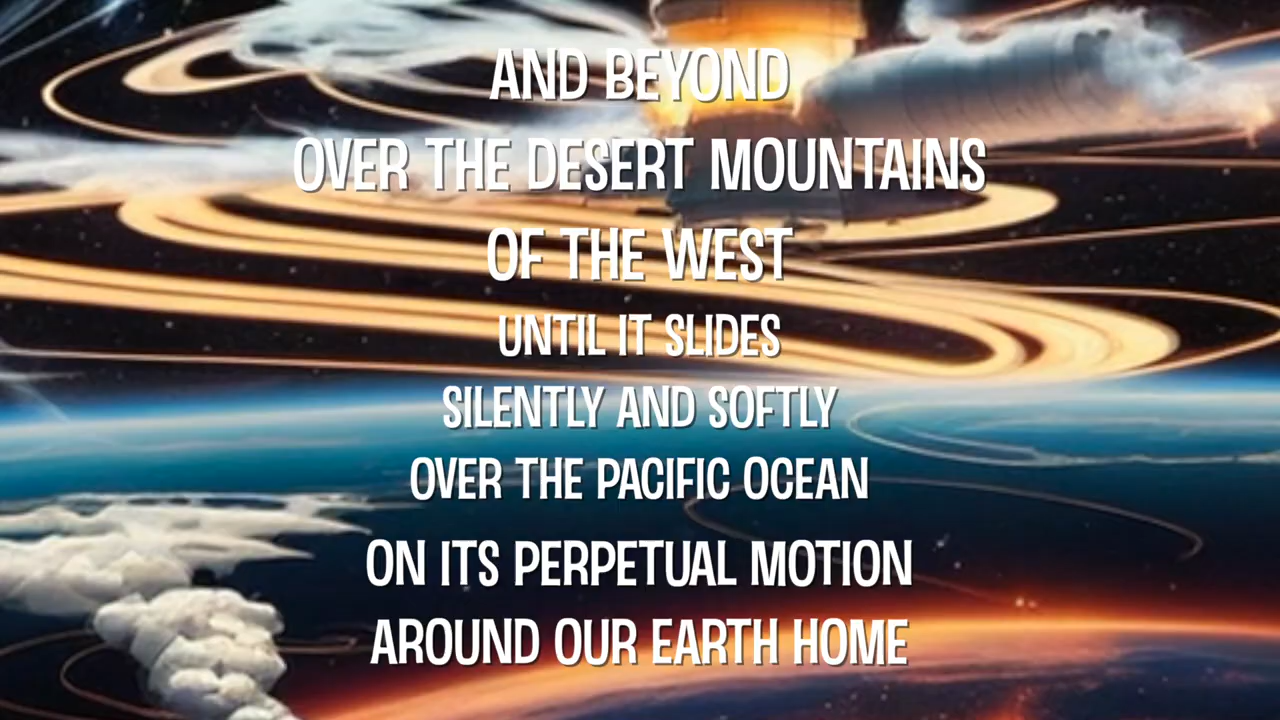 AND BEYOND
OVER THE DESERT MOUNTAINS
OF THE WEST
UNTIL IT SLIDES
SILENTLY AND SOFTLY
OVER THE PACIFIC OCEAN
ON ITS PERPETUAL MOTION
AROUND OUR EARTH HOME